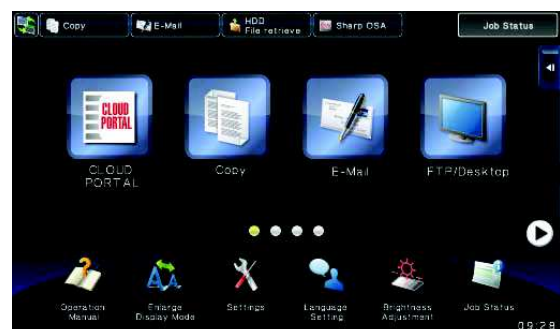 Copy
E-Mail
HDD
File retrieve
Sharp OSA
Job Status
CLOUD
PORTAL
CLOUD
PORTAL
Copy
E-Mail
FTP/Desktop
Operation
Manual
Enlarge
Display Mode
Settings
Language
Setting
Brightness
Adjustment
Job Status
09:28